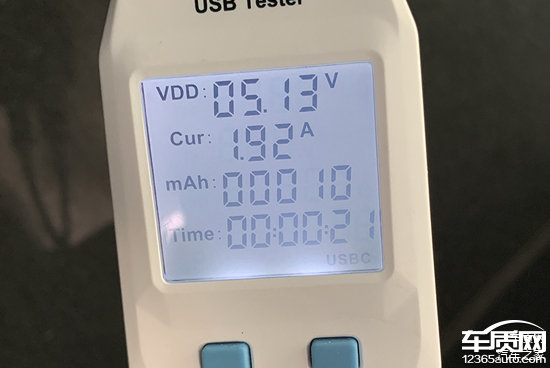 USB Tester
VDD: 05.13 V
Cur: 1.92 A
mAh: 00010
Time: 00:00:21
USBC
车质网
12365auto.com